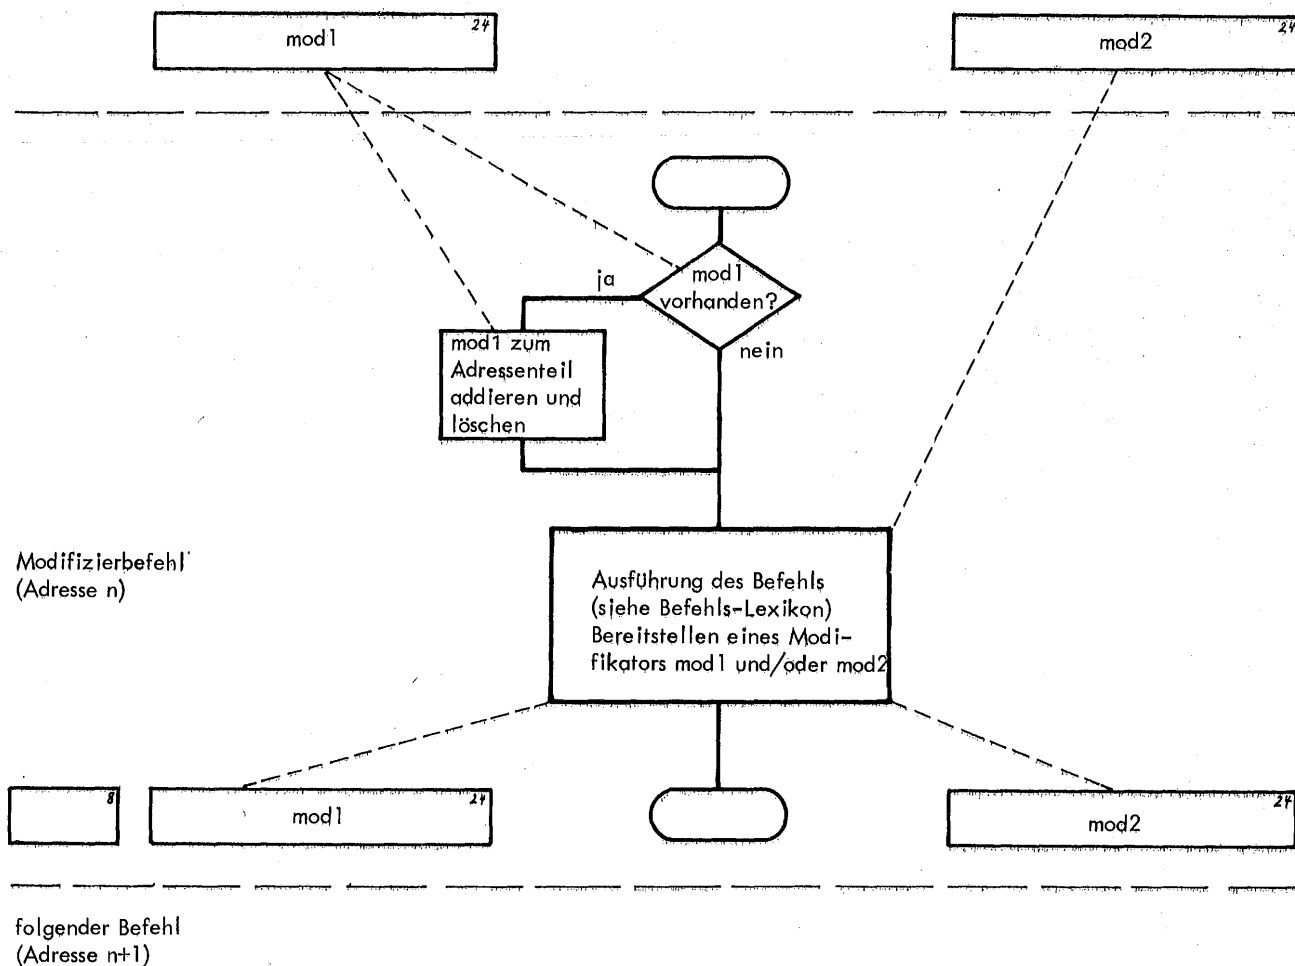 24
mod1
24
mod2
mod1
vorhanden?
ja
nein
mod1 zum
Adressenteil
addieren und
löschen
Modifizierbefehl
(Adresse n)
Ausführung des Befehls
(siehe Befehls-Lexikon)
Bereitstellen eines Modi-
fikators mod1 und/oder mod2
8
24
mod1
24
mod2
folgender Befehl
(Adresse n+1)